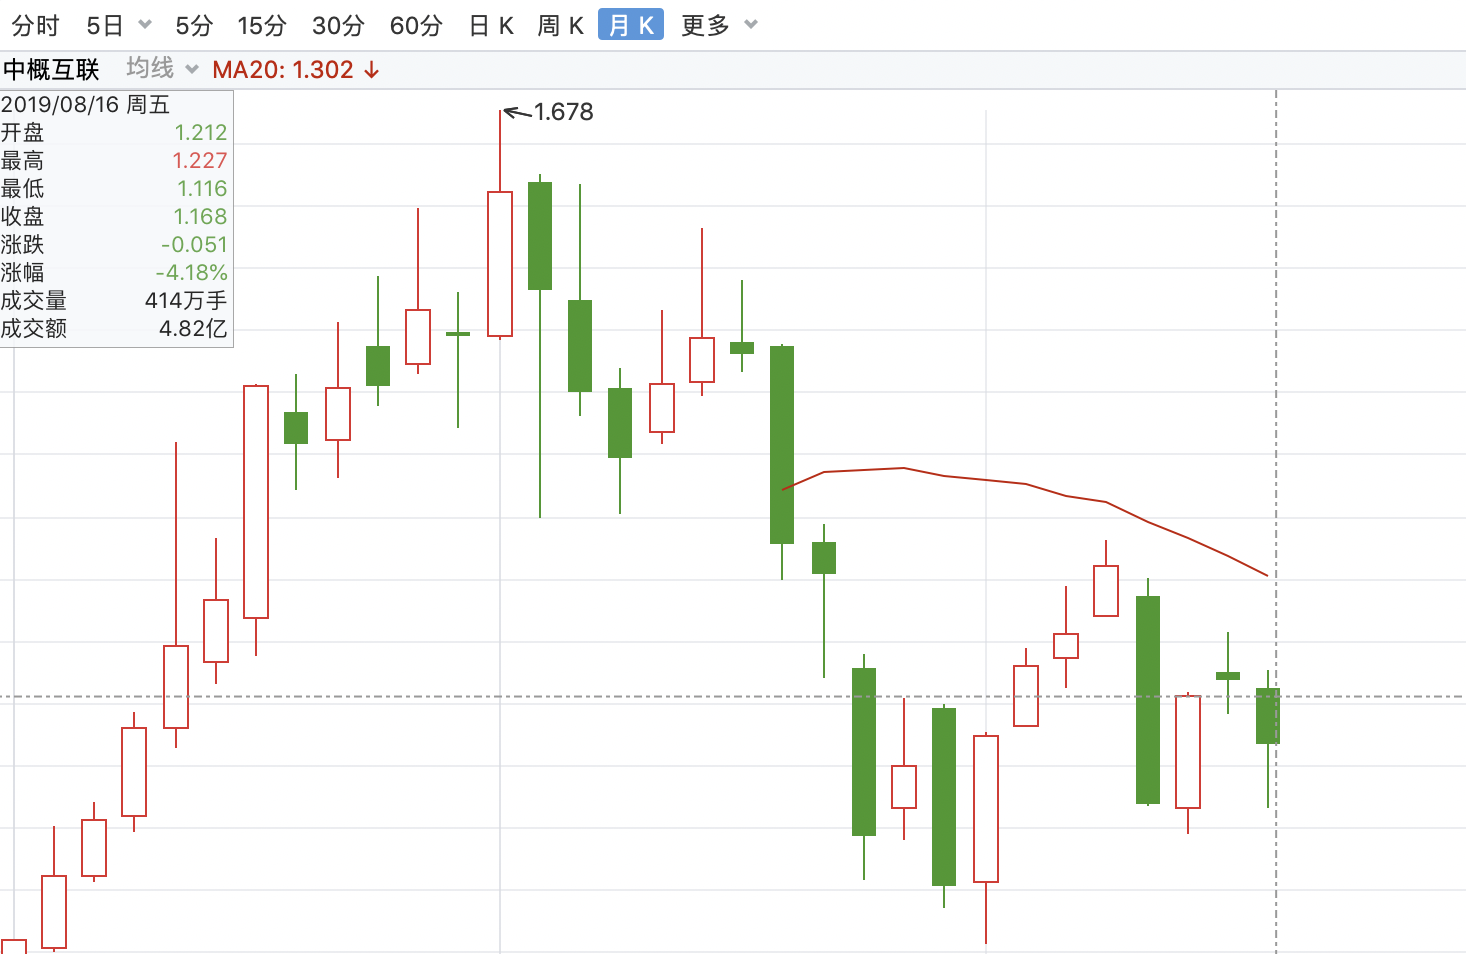 分时 5日 5分 15分 30分 60分 日 K 周 K 月 K 更多
中概互联 均线 MA20: 1.302 ↓
2019/08/16 周五
开盘 1.212
最高 1.227
最低 1.116
收盘 1.168
涨跌 -0.051
涨幅 -4.18%
成交量 414万手
成交额 4.82亿
1.678